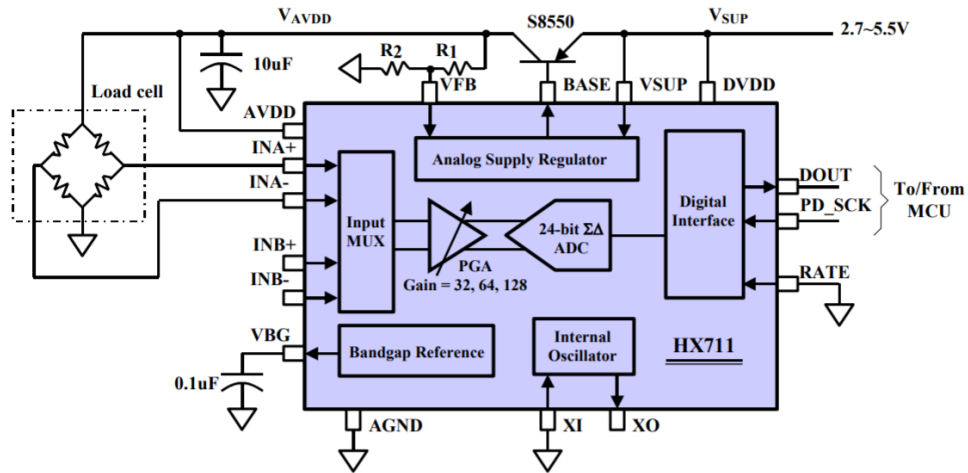 V_AVDD
S8550
V_SUP
2.7~5.5V
R2
R1
10uF
VFB
BASE
VSUP
DVDD
Load cell
AVDD
INA+
INA-
INB+
INB-
VBG
0.1uF
Analog Supply Regulator
Input
MUX
PGA
Gain = 32, 64, 128
24-bit ΣΔ
ADC
Digital
Interface
DOUT
PD_SCK
To/From
MCU
RATE
Bandgap Reference
Internal
Oscillator
HX711
AGND
XI
XO